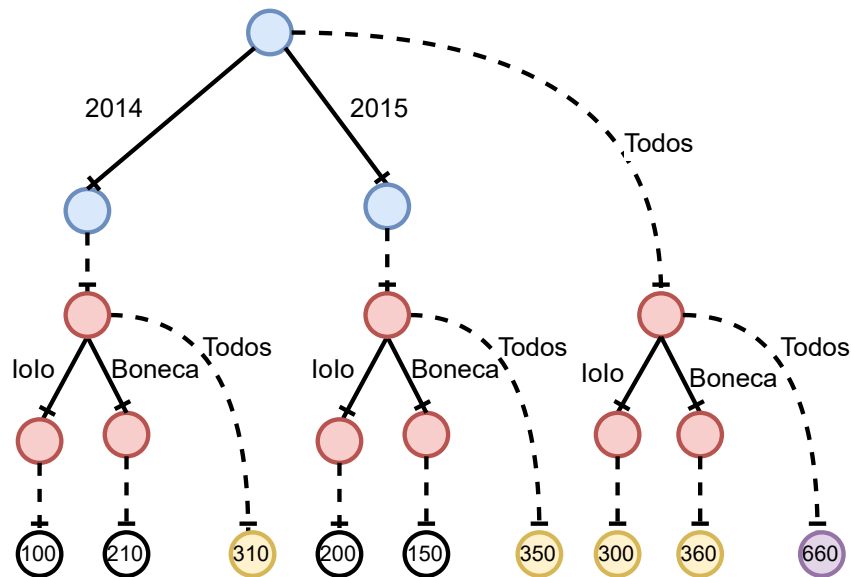 2014
2015
Todos
Iolo
Boneca
Todos
Iolo
Boneca
Todos
Iolo
Boneca
Todos
100
210
310
200
150
350
300
360
660